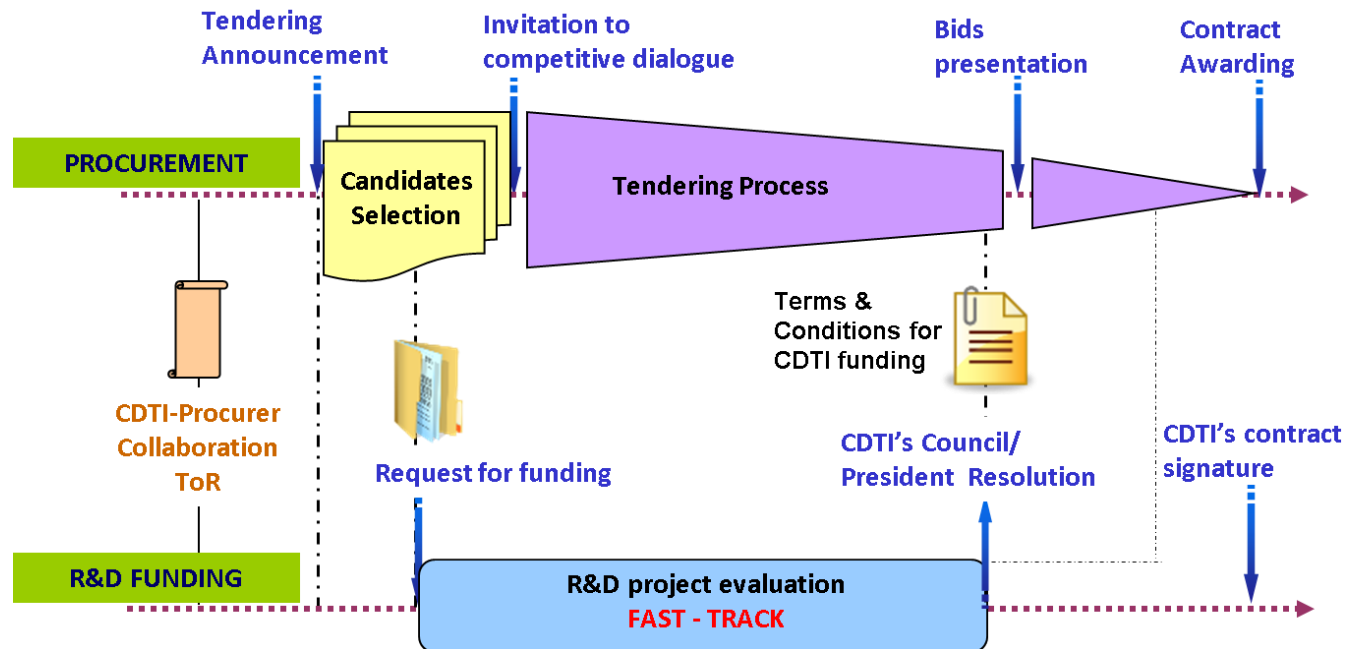 Tendering
Announcement
Invitation to
competitive dialogue
Bids
presentation
Contract
Awarding
PROCUREMENT
Candidates
Selection
Tendering Process
Terms &
Conditions for
CDTI funding
CDTI-Procurer
Collaboration
ToR
Request for funding
CDTI's Council/
President Resolution
CDTI's contract
signature
R&D FUNDING
R&D project evaluation
FAST - TRACK